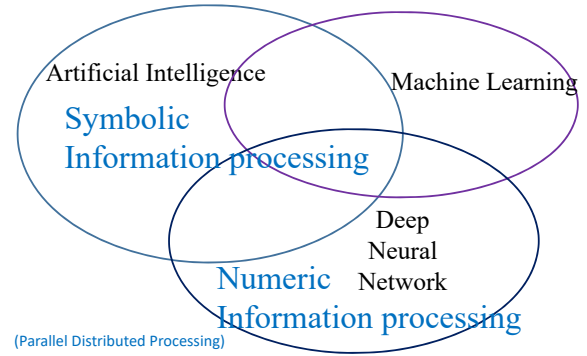 Artificial Intelligence
Machine Learning
Symbolic
Information processing
Deep
Neural
Network
Numeric
Information processing
(Parallel Distributed Processing)